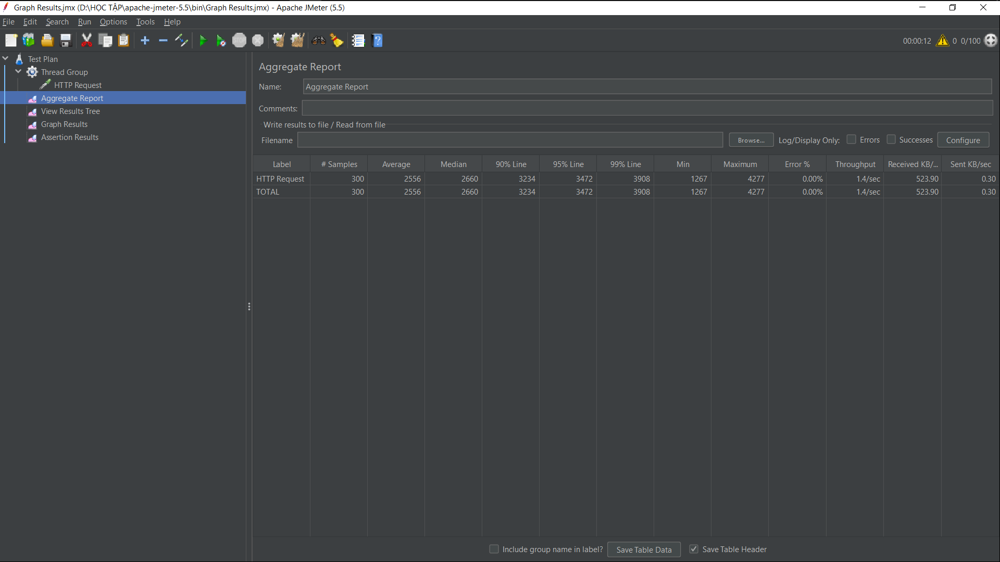 Graph Results.jmx (D:\HỌC TẬP\apache-jmeter-5.5\bin\Graph Results.jmx) - Apache JMeter (5.5)
File Edit Search Run Options Tools Help
STOP 00:00:12 0 0/100
Test Plan
Thread Group
HTTP Request
Aggregate Report
View Results Tree
Graph Results
Assertion Results
Aggregate Report
Name: Aggregate Report
Comments:
Write results to file / Read from file
Filename Browse... Log/Display Only: Errors Successes Configure
Label # Samples Average Median 90% Line 95% Line 99% Line Min Maximum Error % Throughput Received KB/... Sent KB/sec
HTTP Request 300 2556 2660 3234 3472 3908 1267 4277 0.00% 1.4/sec 523.90 0.30
TOTAL 300 2556 2660 3234 3472 3908 1267 4277 0.00% 1.4/sec 523.90 0.30
Include group name in label? Save Table Data Save Table Header